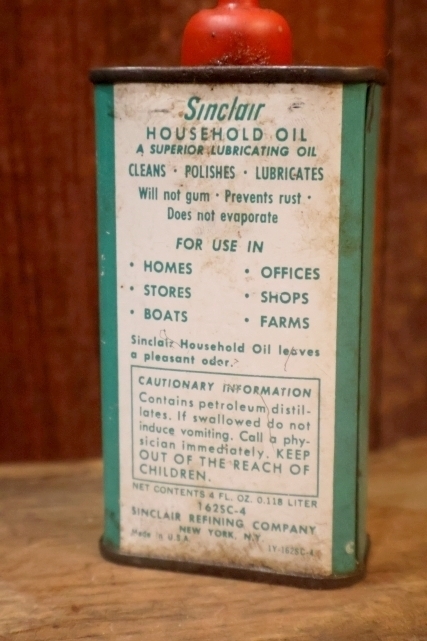 Sinclair
HOUSEHOLD OIL
A SUPERIOR LUBRICATING OIL
CLEANS · POLISHES · LUBRICATES
Will not gum · Prevents rust ·
Does not evaporate
FOR USE IN
• HOMES • OFFICES
• STORES • SHOPS
• BOATS • FARMS
Sinclair Household Oil leaves
a pleasant odor.
CAUTIONARY INFORMATION
Contains petroleum distil-
lates. If swallowed do not
induce vomiting. Call a phy-
sician immediately. KEEP
OUT OF THE REACH OF
CHILDREN.
NET CONTENTS 4 FL. OZ. 0.118 LITER
162SC-4
SINCLAIR REFINING COMPANY
NEW YORK, N.Y.
Made in U.S.A.